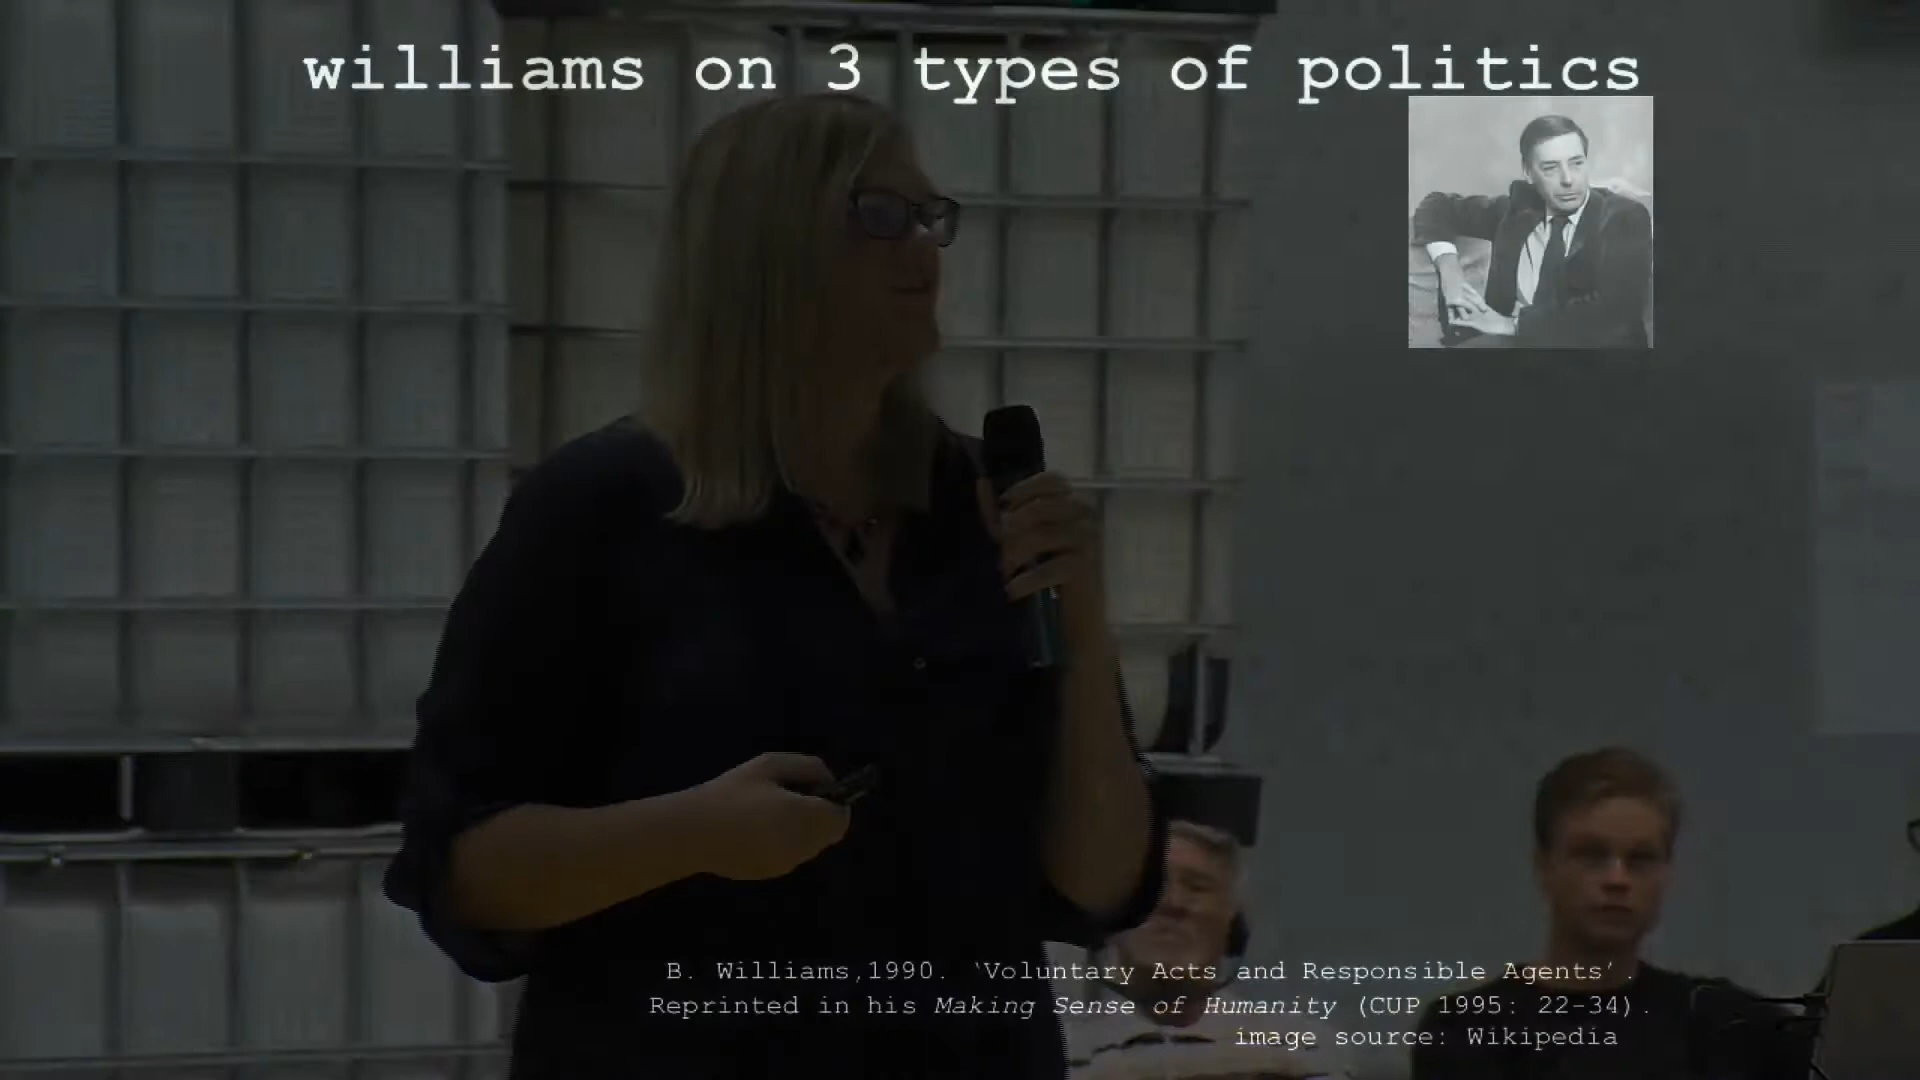 williams on 3 types of politics
B. Williams,1990. ‘Voluntary Acts and Responsible Agents’.
Reprinted in his Making Sense of Humanity (CUP 1995: 22-34).
image source: Wikipedia